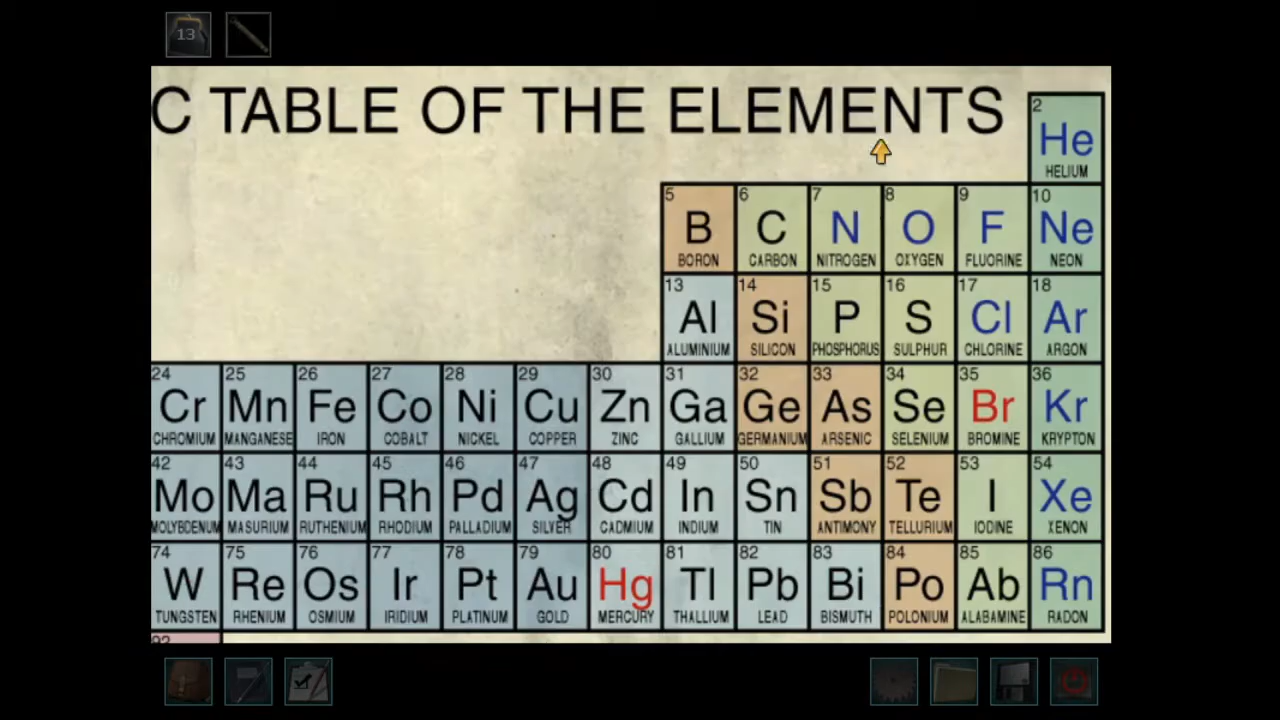 13
C TABLE OF THE ELEMENTS
2
He
HELIUM
5 6 7 8 9 10
B C N O F Ne
BORON CARBON NITROGEN OXYGEN FLUORINE NEON
13 14 15 16 17 18
Al Si P S Cl Ar
ALUMINIUM SILICON PHOSPHORUS SULPHUR CHLORINE ARGON
24 25 26 27 28 29 30 31 32 33 34 35 36
Cr Mn Fe Co Ni Cu Zn Ga Ge As Se Br Kr
CHROMIUM MANGANESE IRON COBALT NICKEL COPPER ZINC GALLIUM GERMANIUM ARSENIC SELENIUM BROMINE KRYPTON
42 43 44 45 46 47 48 49 50 51 52 53 54
Mo Ma Ru Rh Pd Ag Cd In Sn Sb Te I Xe
MOLYBDENUM MASURIUM RUTHENIUM RHODIUM PALLADIUM SILVER CADMIUM INDIUM TIN ANTIMONY TELLURIUM IODINE XENON
74 75 76 77 78 79 80 81 82 83 84 85 86
W Re Os Ir Pt Au Hg Tl Pb Bi Po Ab Rn
TUNGSTEN RHENIUM OSMIUM IRIDIUM PLATINUM GOLD MERCURY THALLIUM LEAD BISMUTH POLONIUM ALABAMINE RADON
92